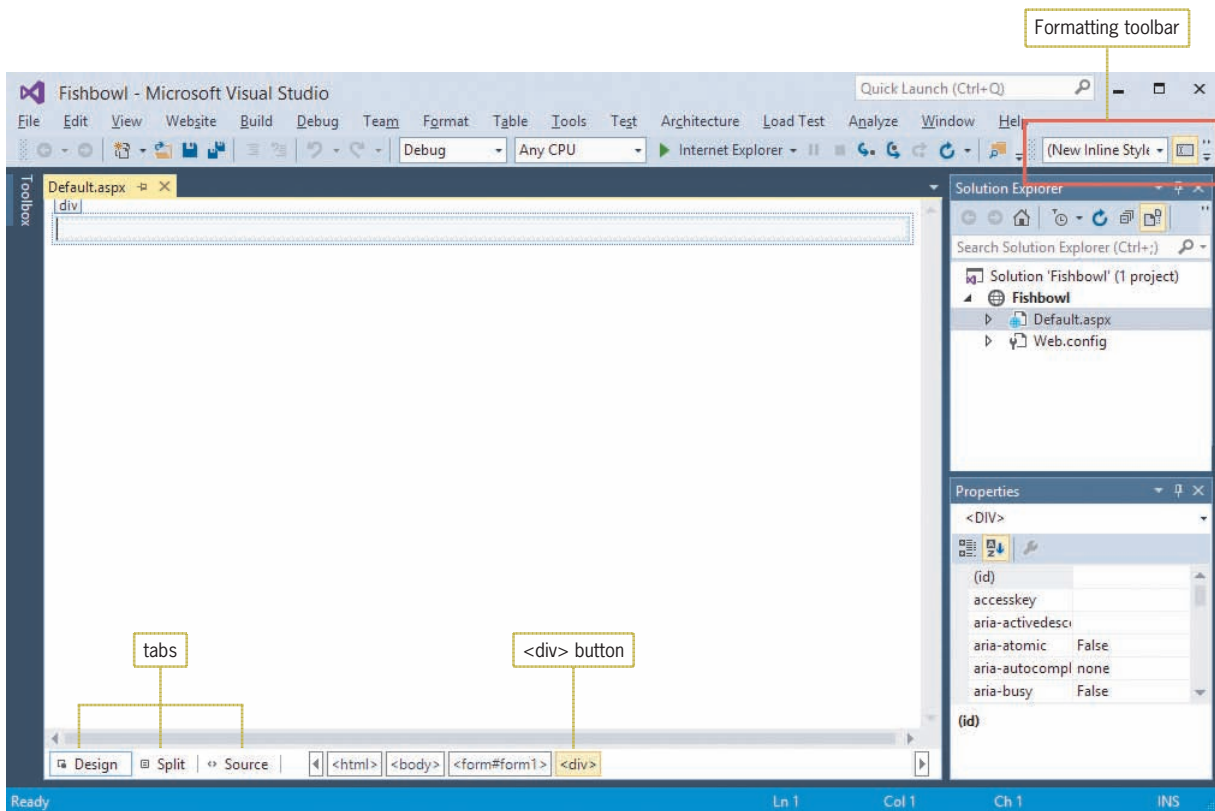 Formatting toolbar
Fishbowl - Microsoft Visual Studio
Quick Launch (Ctrl+Q)
File Edit View Website Build Debug Team Format Table Tools Test Architecture Load Test Analyze Window Help
Debug Any CPU Internet Explorer (New Inline Style
Toolbox
Default.aspx
div
Solution Explorer
Search Solution Explorer (Ctrl+;)
Solution 'Fishbowl' (1 project)
Fishbowl
Default.aspx
Web.config
Properties
<DIV>
(id)
accesskey
aria-activedesc
aria-atomic False
aria-autocompl none
aria-busy False
(id)
tabs
<div> button
Design Split Source <html> <body> <form#form1> <div>
Ready Ln 1 Col 1 Ch 1 INS